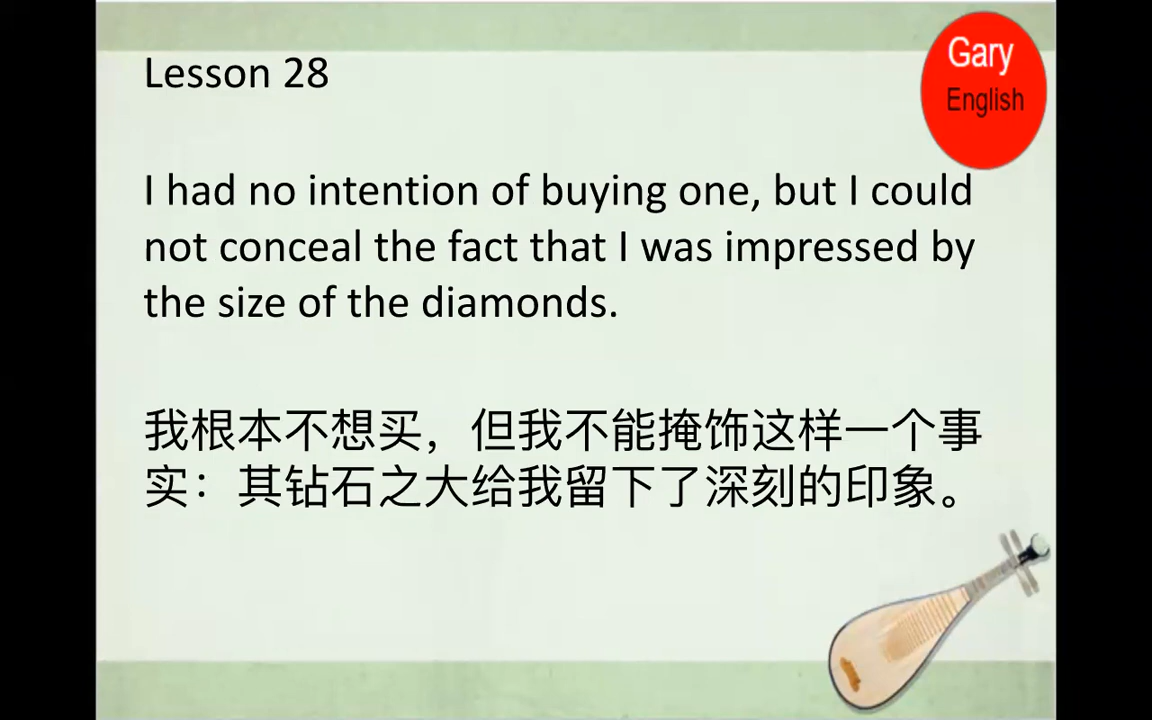 Lesson 28
Gary
English
I had no intention of buying one, but I could
not conceal the fact that I was impressed by
the size of the diamonds.
我根本不想买，但我不能掩饰这样一个事
实：其钻石之大给我留下了深刻的印象。